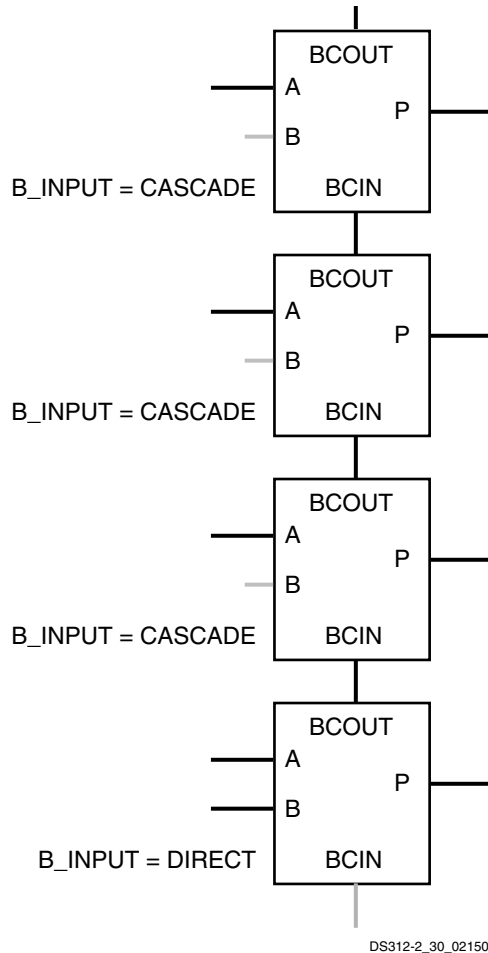 BCOUT
A
P
B
B_INPUT = CASCADE
BCIN
BCOUT
A
P
B
B_INPUT = CASCADE
BCIN
BCOUT
A
P
B
B_INPUT = CASCADE
BCIN
BCOUT
A
P
B
B_INPUT = DIRECT
BCIN
DS312-2_30_02150